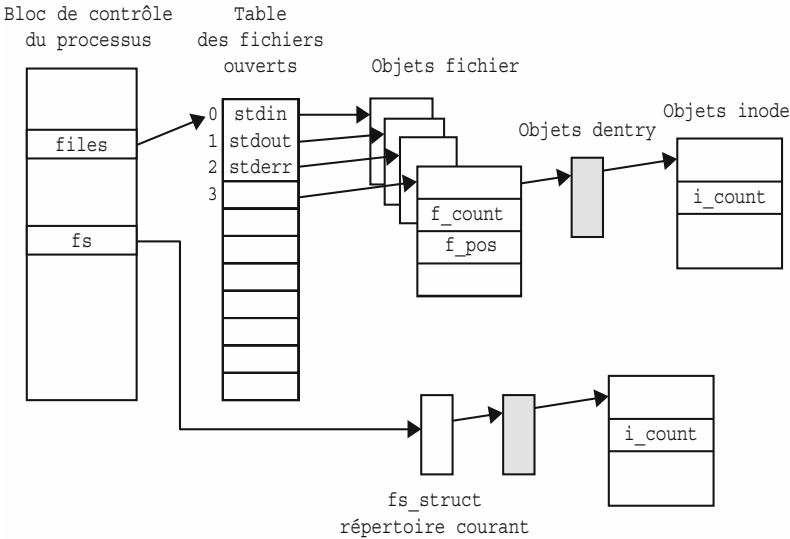 Bloc de contrôle
du processus
Table
des fichiers
ouverts
Objets fichier
Objets dentry
Objets inode
files
fs
0
stdin
1
stdout
2
stderr
3
f_count
f_pos
i_count
i_count
fs_struct
répertoire courant